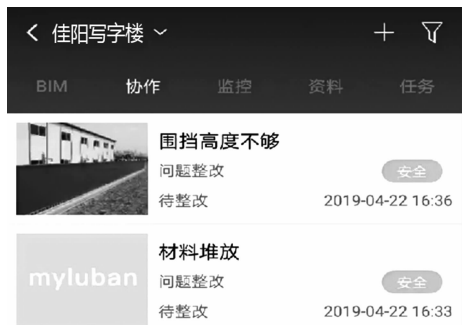 佳阳写字楼
BIM 协作 监控 资料 任务
围挡高度不够
问题整改 安全
待整改 2019-04-22 16:36
myluban
材料堆放
问题整改 安全
待整改 2019-04-22 16:33